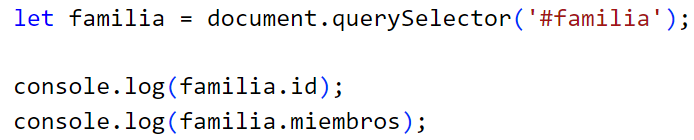 let familia = document.querySelector('#familia');
console.log(familia.id);
console.log(familia.miembros);